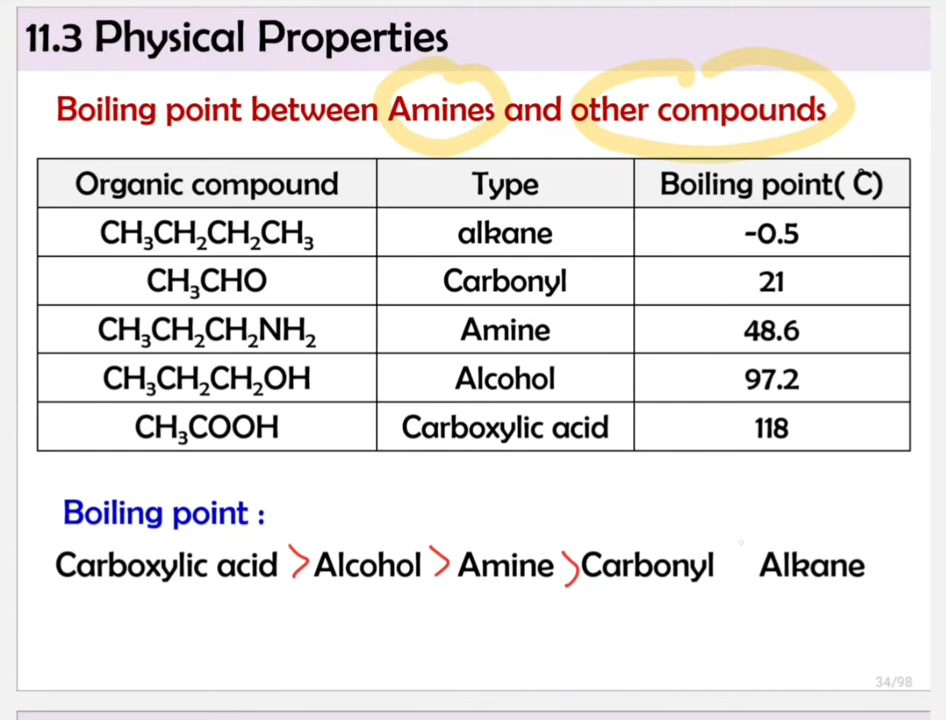 11.3 Physical Properties
Boiling point between Amines and other compounds
Organic compound Type Boiling point( °C)
CH₃CH₂CH₂CH₃ alkane -0.5
CH₃CHO Carbonyl 21
CH₃CH₂CH₂NH₂ Amine 48.6
CH₃CH₂CH₂OH Alcohol 97.2
CH₃COOH Carboxylic acid 118
Boiling point :
Carboxylic acid > Alcohol > Amine > Carbonyl Alkane
34/98